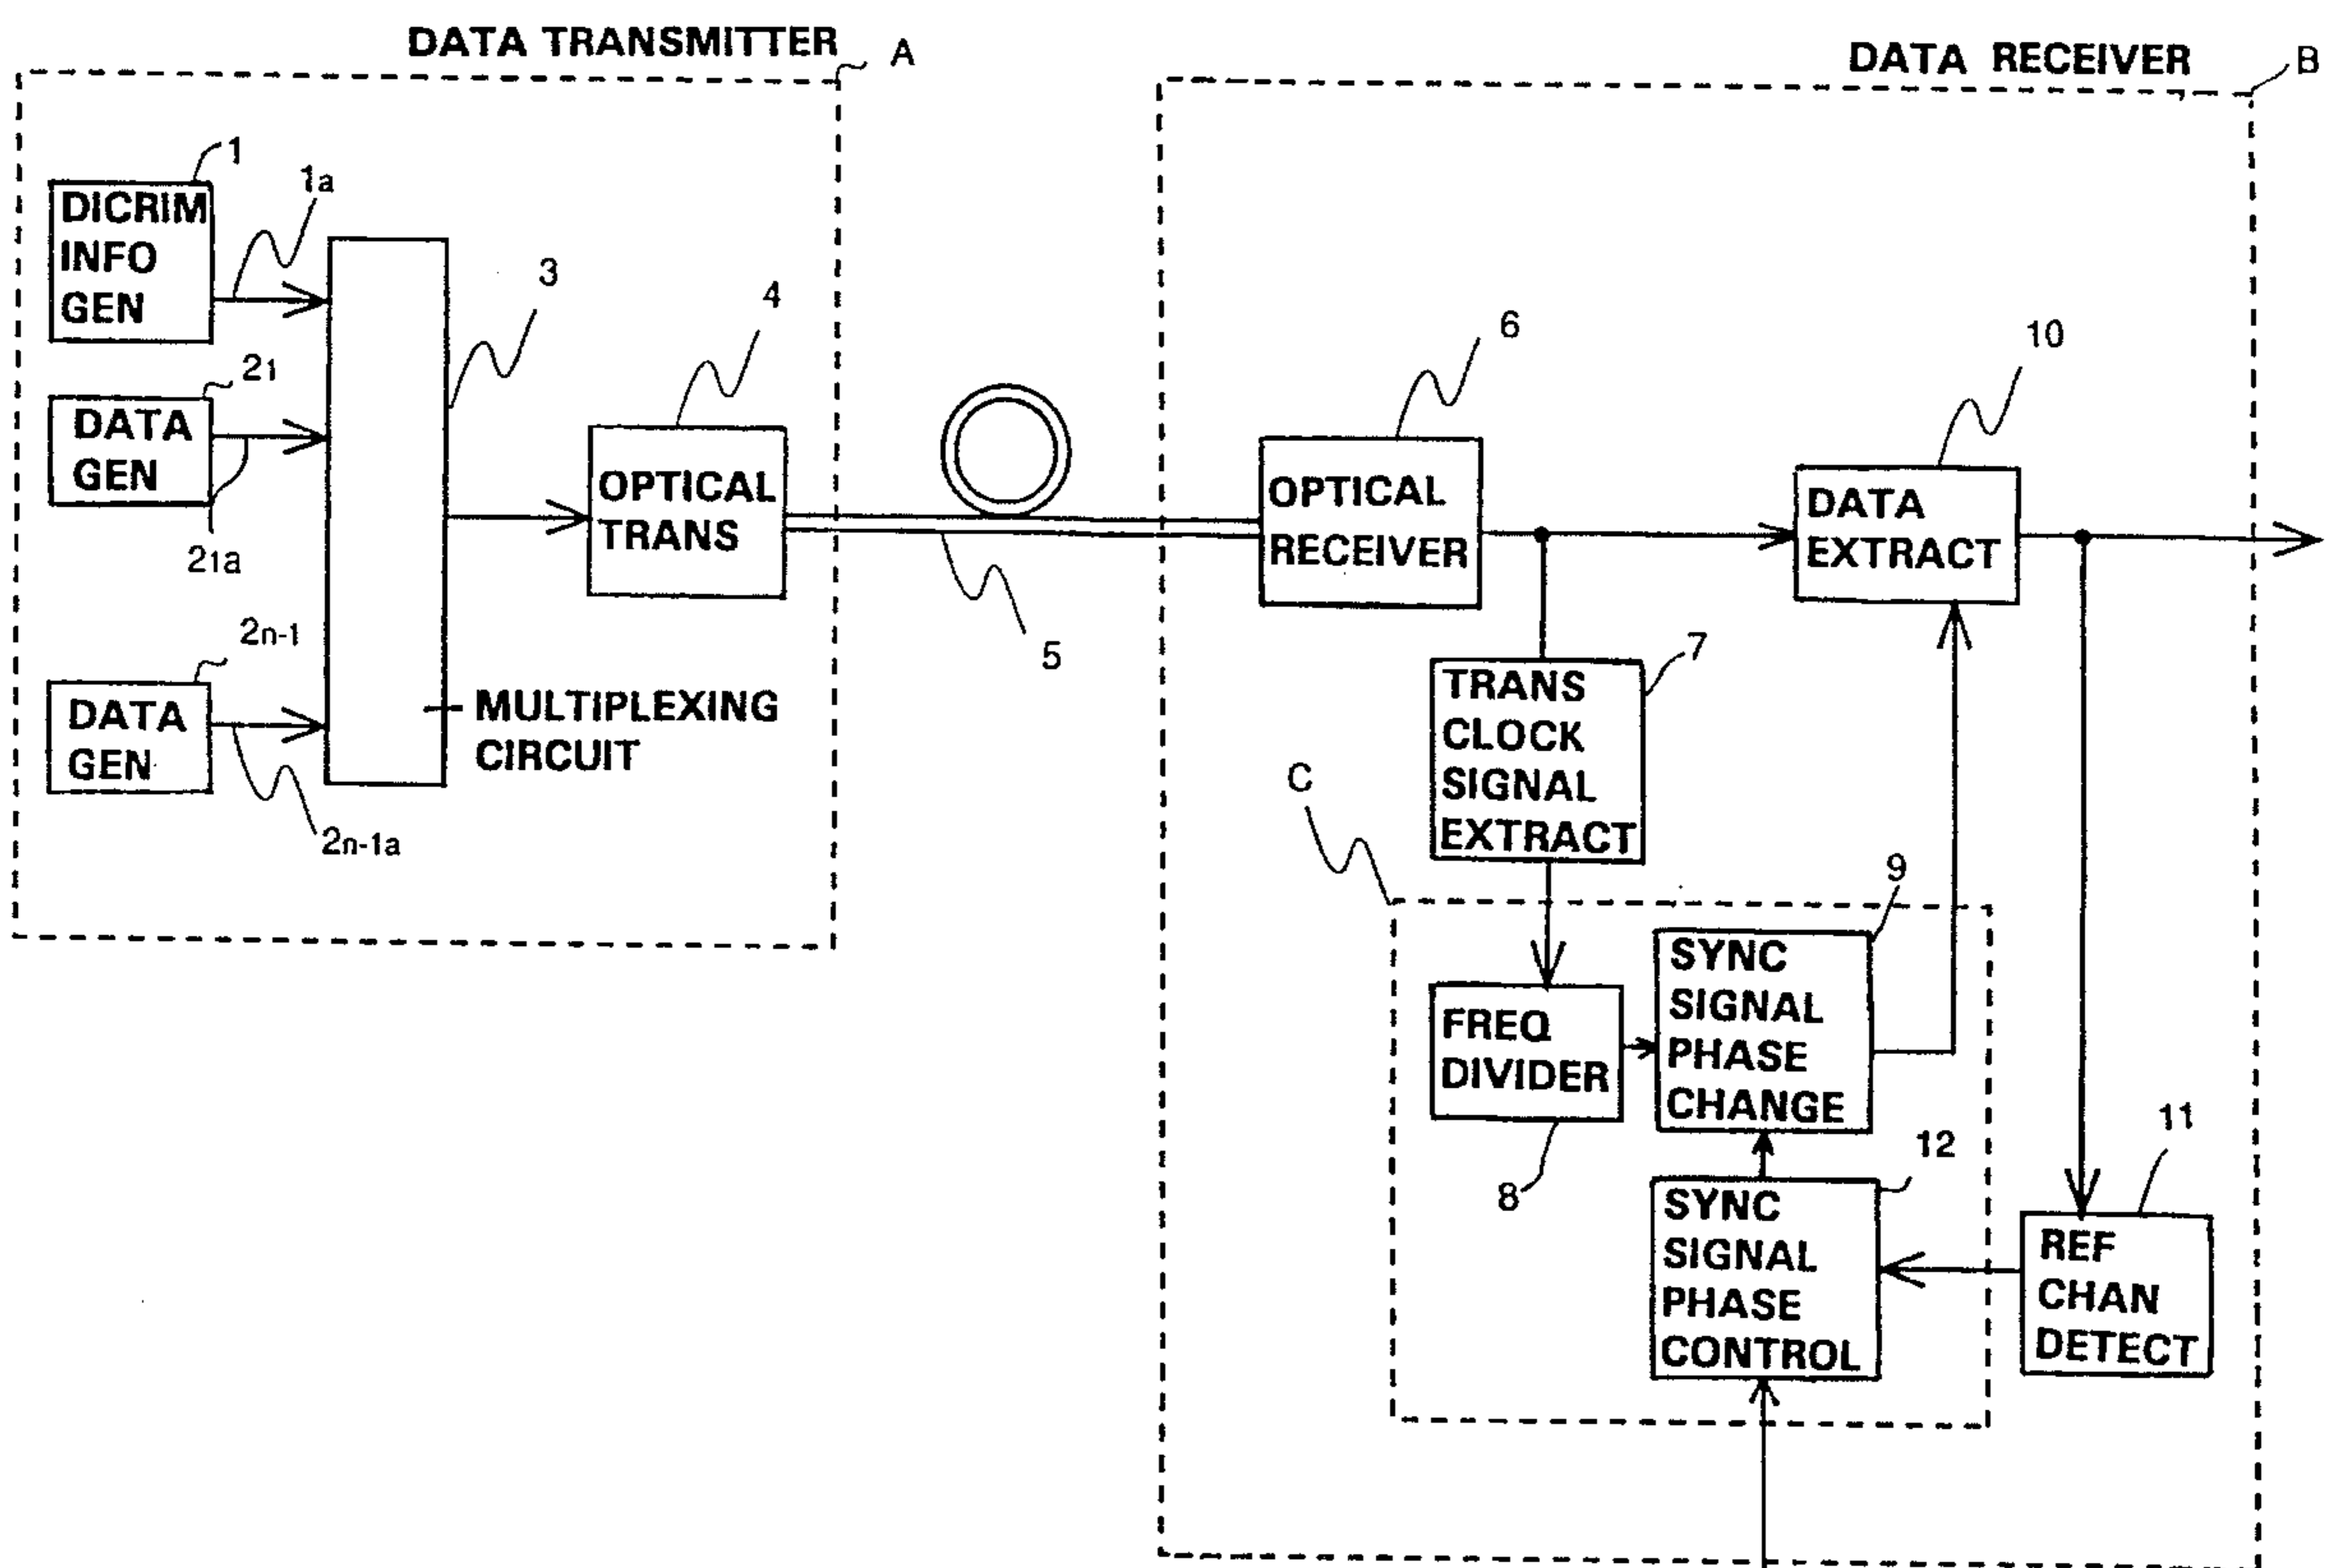 DATA TRANSMITTER
A
DATA RECEIVER
B
1
DICRIM
INFO
GEN
1a
21
DATA
GEN
21a
2n-1
DATA
GEN
2n-1a
3
MULTIPLEXING
CIRCUIT
4
OPTICAL
TRANS
5
6
OPTICAL
RECEIVER
10
DATA
EXTRACT
7
TRANS
CLOCK
SIGNAL
EXTRACT
C
FREQ
DIVIDER
8
9
SYNC
SIGNAL
PHASE
CHANGE
12
SYNC
SIGNAL
PHASE
CONTROL
11
REF
CHAN
DETECT